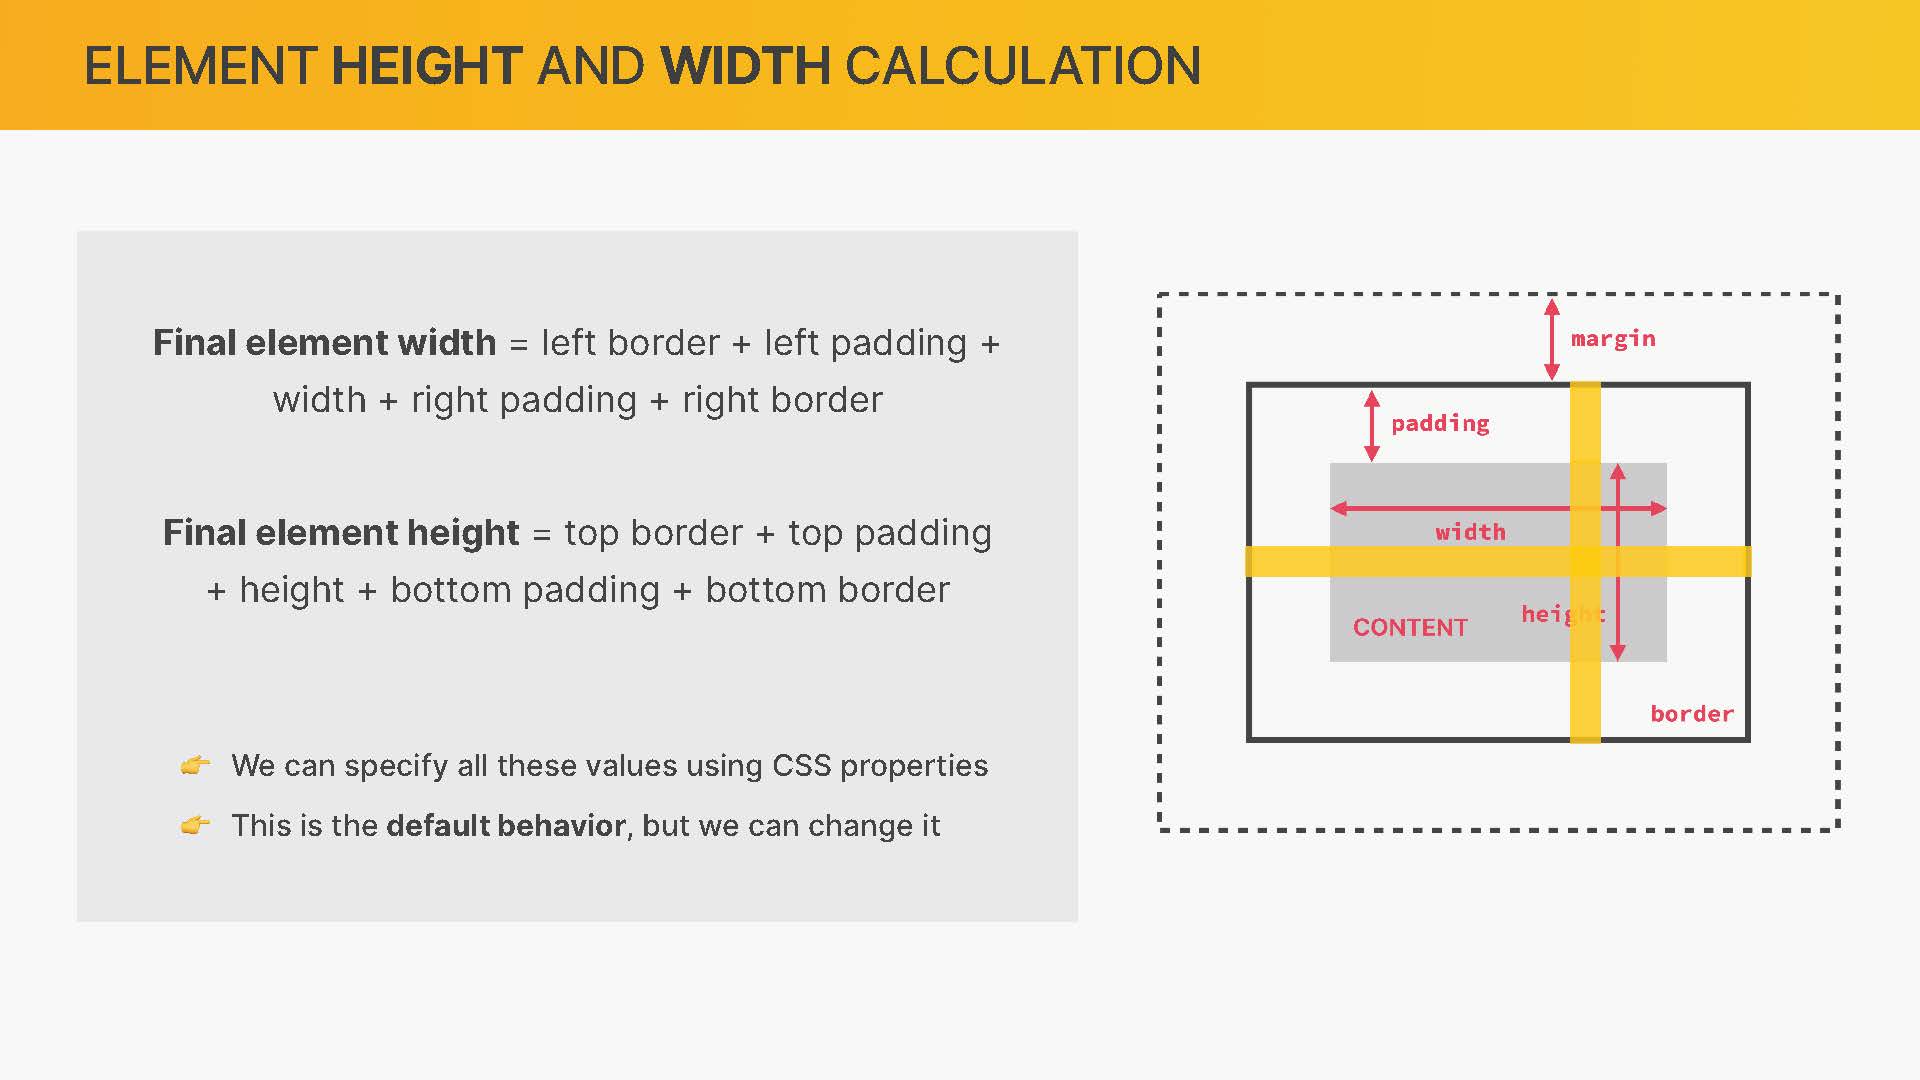 ELEMENT HEIGHT AND WIDTH CALCULATION
Final element width = left border + left padding +
width + right padding + right border
Final element height = top border + top padding
+ height + bottom padding + bottom border
👉 We can specify all these values using CSS properties
👉 This is the default behavior, but we can change it
margin
padding
width
height
CONTENT
border